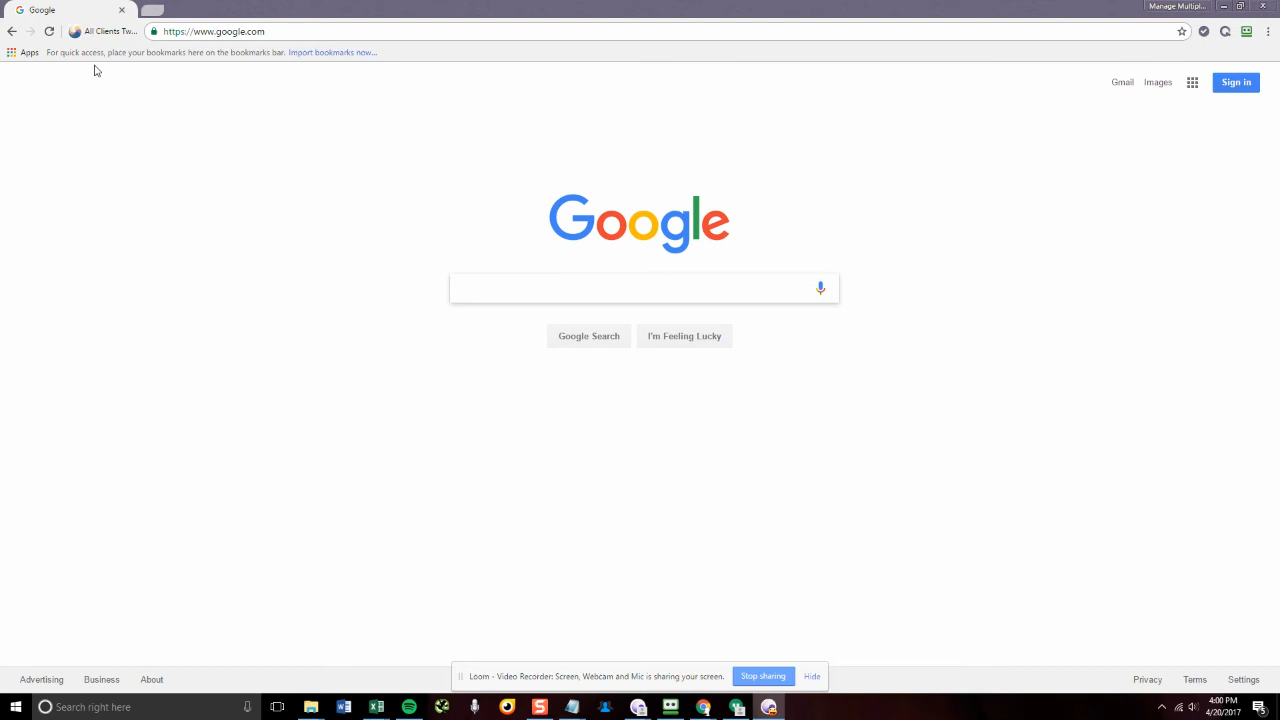 Google
Manage Multipl...
All Clients Tw...
https://www.google.com
Apps
For quick access, place your bookmarks here on the bookmarks bar. Import bookmarks now...
Gmail
Images
Sign in
Google
Google Search
I'm Feeling Lucky
Loom - Video Recorder: Screen, Webcam and Mic is sharing your screen.
Stop sharing
Hide
Advertising
Business
About
Privacy
Terms
Settings
Search right here
4:00 PM
4/20/2017